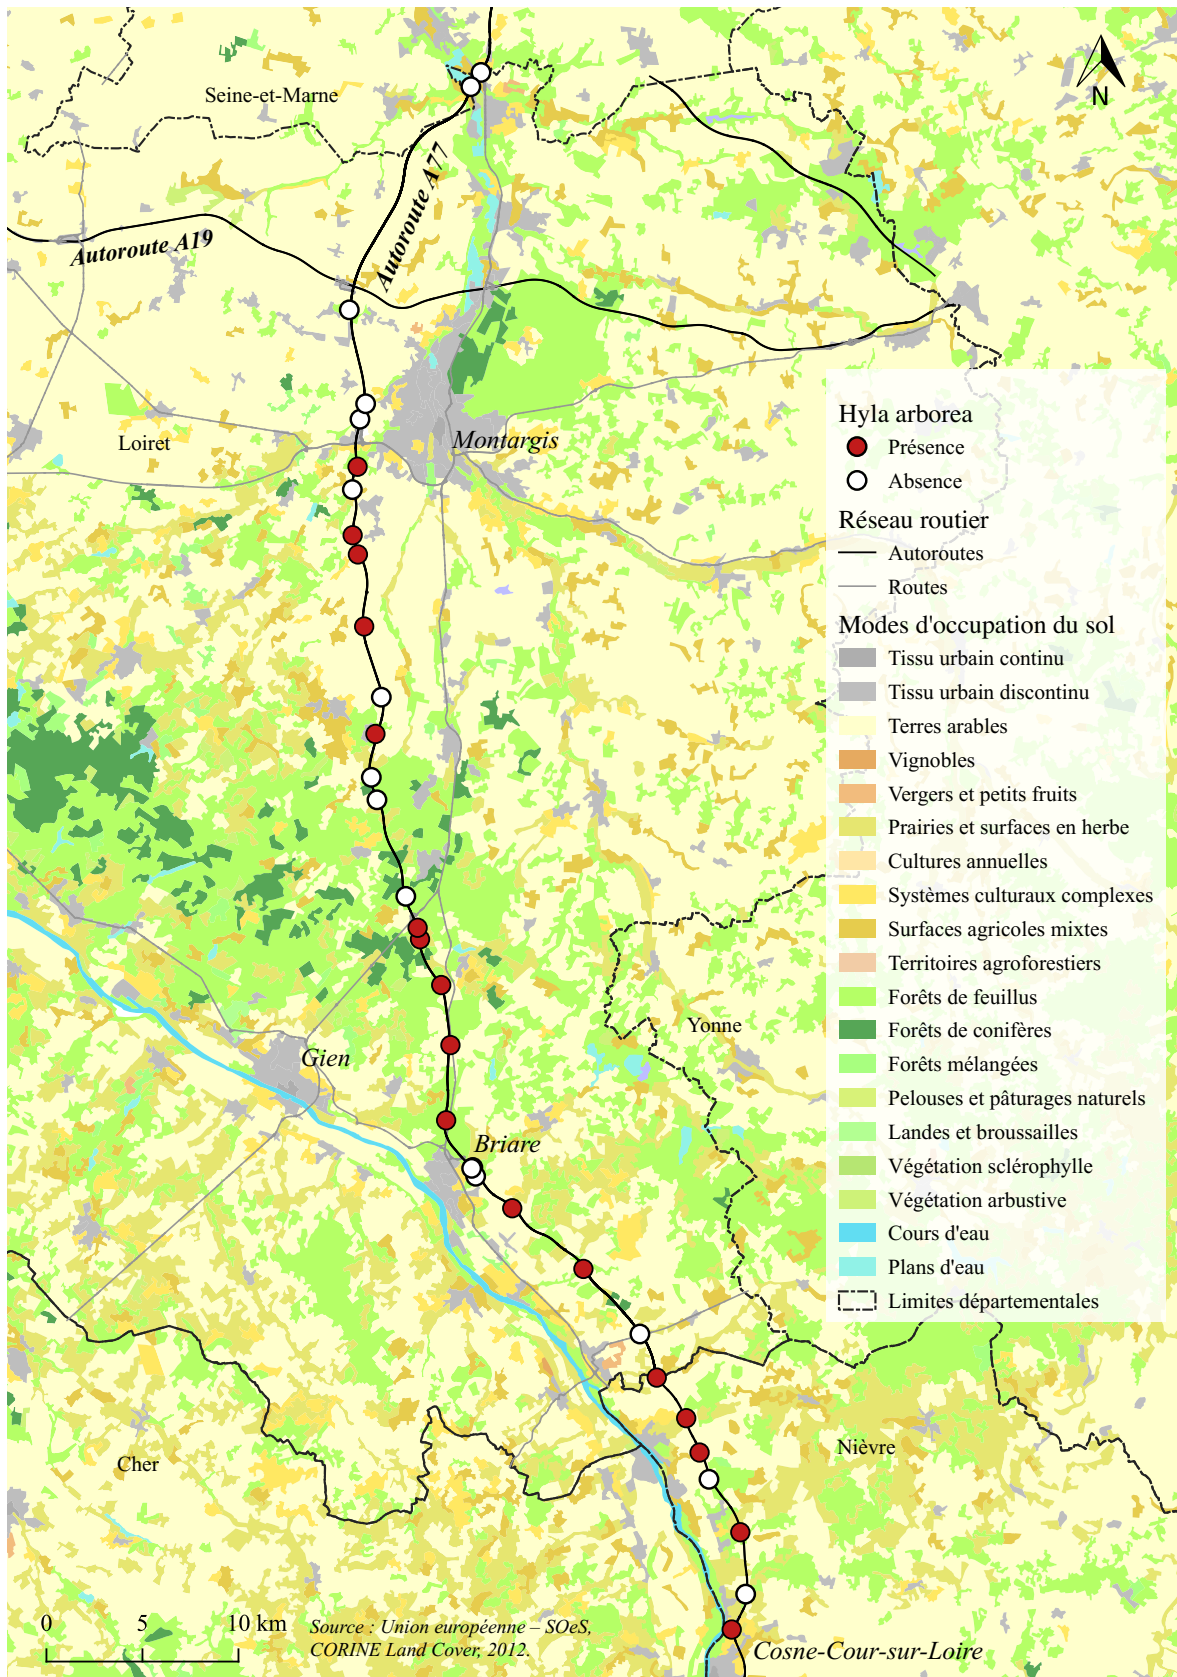 Seine-et-Marne
N
Autoroute A77
Autoroute A19
Loiret
Montargis
Hyla arborea
Présence
Absence
Réseau routier
Autoroutes
Routes
Modes d'occupation du sol
Tissu urbain continu
Tissu urbain discontinu
Terres arables
Vignobles
Vergers et petits fruits
Prairies et surfaces en herbe
Cultures annuelles
Systèmes culturaux complexes
Surfaces agricoles mixtes
Territoires agroforestiers
Forêts de feuillus
Forêts de conifères
Forêts mélangées
Pelouses et pâturages naturels
Landes et broussailles
Végétation sclérophylle
Végétation arbustive
Cours d'eau
Plans d'eau
Limites départementales
Yonne
Gien
Briare
Nièvre
Cher
0 5 10 km
Source : Union européenne – SOeS,
CORINE Land Cover, 2012.
Cosne-Cour-sur-Loire